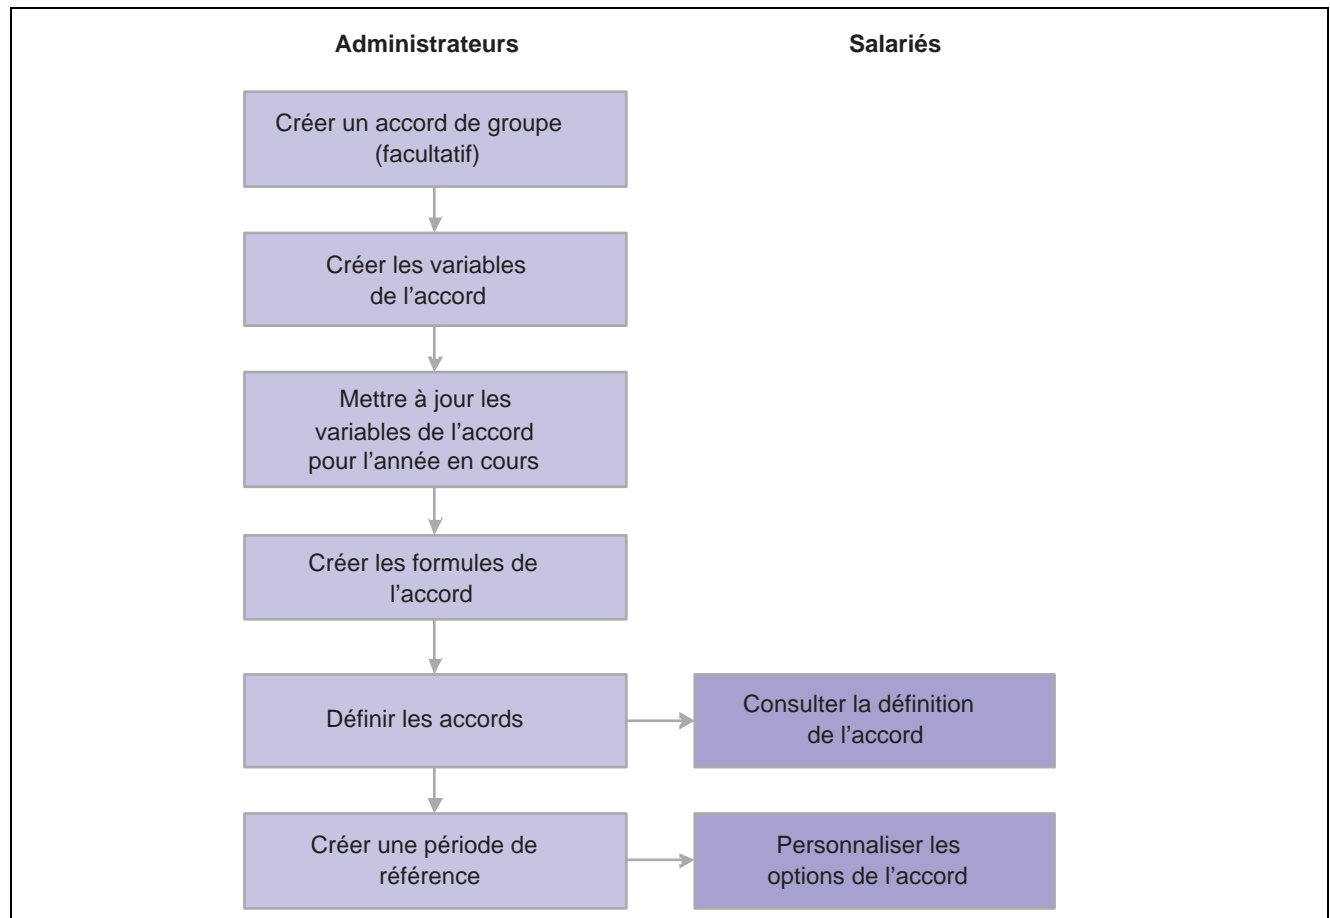 Administrateurs
Salariés
Créer un accord de groupe
(facultatif)
Créer les variables
de l’accord
Mettre à jour les
variables de l’accord
pour l’année en cours
Créer les formules de
l’accord
Définir les accords
Consulter la définition
de l’accord
Créer une période de
référence
Personnaliser les
options de l’accord